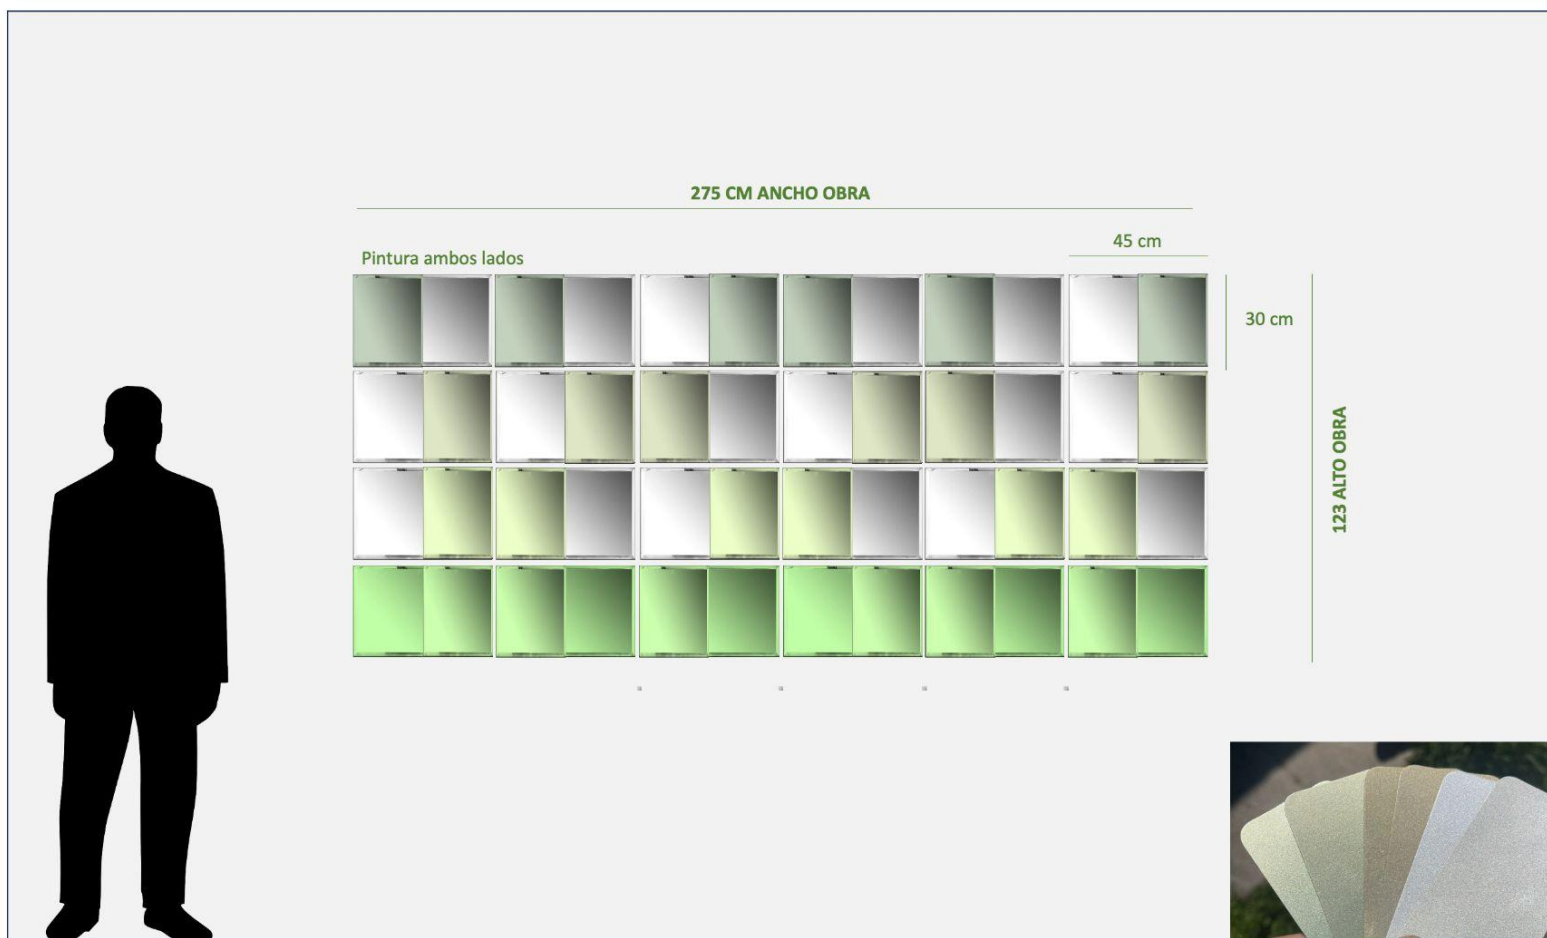 275 CM ANCHO OBRA
45 cm
Pintura ambos lados
30 cm
123 ALTO OBRA